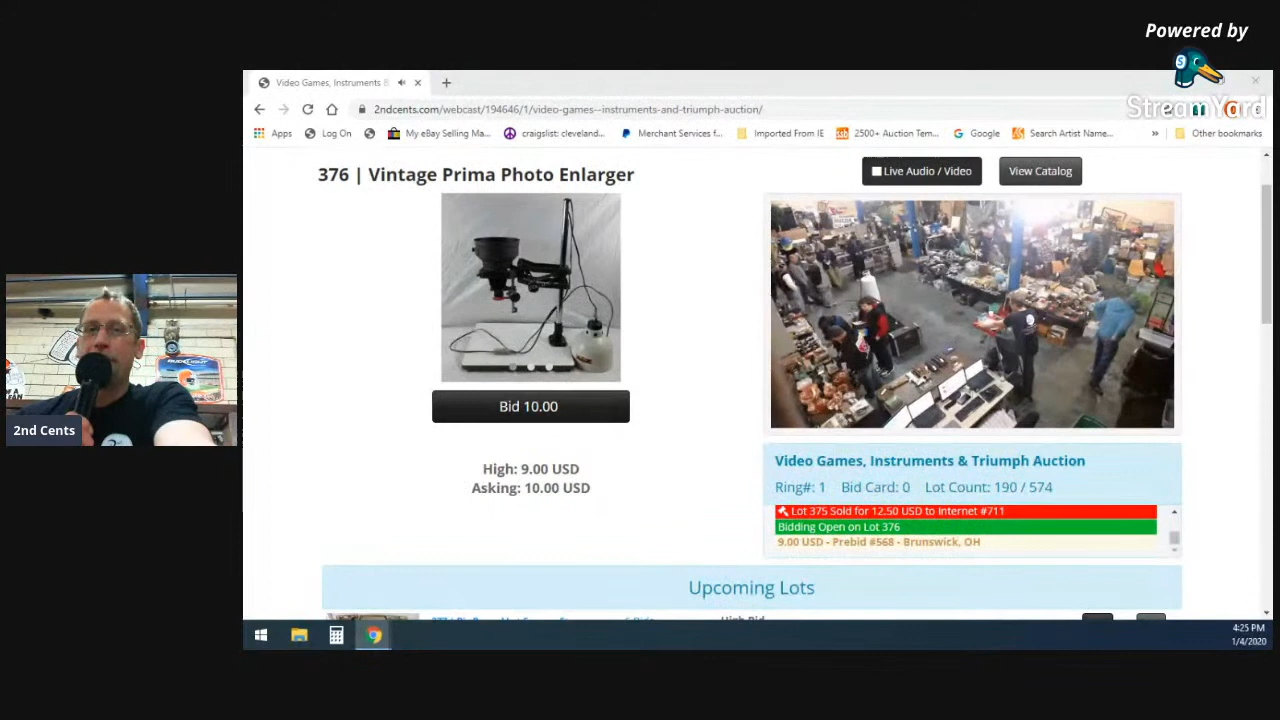 Powered by
StreamYard
Video Games, Instruments &
2ndcents.com/webcast/194646/1/video-games--instruments-and-triumph-auction/
Apps
Log On
My eBay Selling Ma...
craigslist: cleveland...
Merchant Services f...
Imported From IE
2500+ Auction Tem...
Google
Search Artist Name...
»
Other bookmarks
376 | Vintage Prima Photo Enlarger
Live Audio / Video
View Catalog
Bid 10.00
High: 9.00 USD
Asking: 10.00 USD
Video Games, Instruments & Triumph Auction
Ring#: 1 Bid Card: 0 Lot Count: 190 / 574
Lot 375 Sold for 12.50 USD to Internet #711
Bidding Open on Lot 376
9.00 USD - Prebid #568 - Brunswick, OH
Upcoming Lots
2nd Cents
4:25 PM
1/4/2020